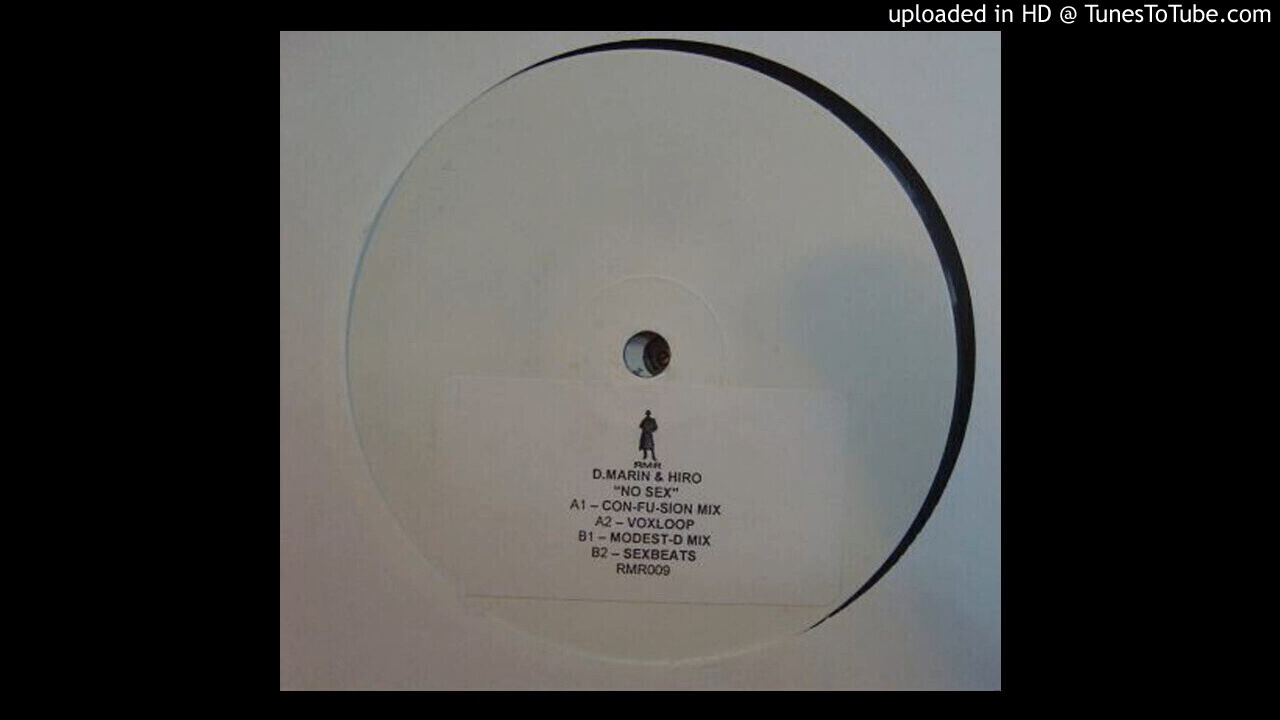 uploaded in HD @ TunesToTube.com
RMR
D.MARIN & HIRO
"NO SEX"
A1 – CON-FU-SION MIX
A2 – VOXLOOP
B1 – MODEST-D MIX
B2 – SEXBEATS
RMR009